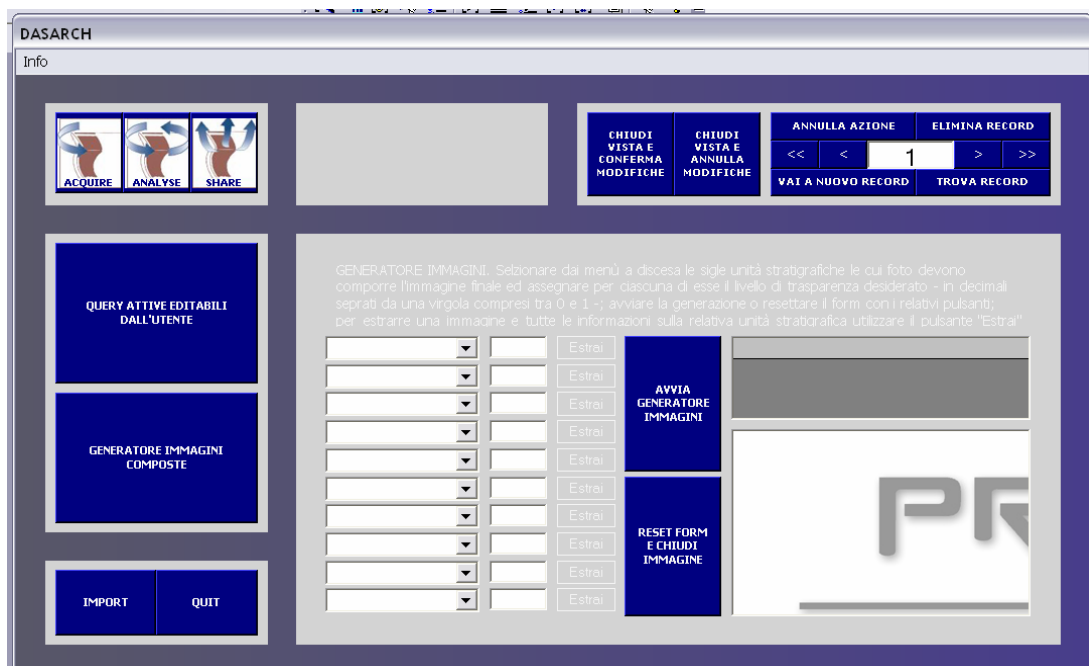 DASARCH
Info
ACQUIRE ANALYSE SHARE
CHIUDI
VISTA E
CONFERMA
MODIFICHE
CHIUDI
VISTA E
ANNULLA
MODIFICHE
ANNULLA AZIONE ELIMINA RECORD
<< < 1 > >>
VAI A NUOVO RECORD TROVA RECORD
QUERY ATTIVE EDITABILI
DALL'UTENTE
GENERATORE IMMAGINI
COMPOSTE
IMPORT QUIT
GENERATORE IMMAGINI. Selzionare dai menù a discesa le sigle unità stratigrafiche le cui foto devono
comporre l'immagine finale ed assegnare per ciascuna di esse il livello di trasparenza desiderato - in decimali
seprati da una virgola compresi tra 0 e 1 -; avviare la generazione o resettare il form con i relativi pulsanti;
per estrarre una immagine e tutte le informazioni sulla relativa unità stratigrafica utilizzare il pulsante "Estrai"
Estrai
Estrai
Estrai
Estrai
Estrai
Estrai
Estrai
Estrai
Estrai
Estrai
AVVIA
GENERATORE
IMMAGINI
RESET FORM
E CHIUDI
IMMAGINE
PR